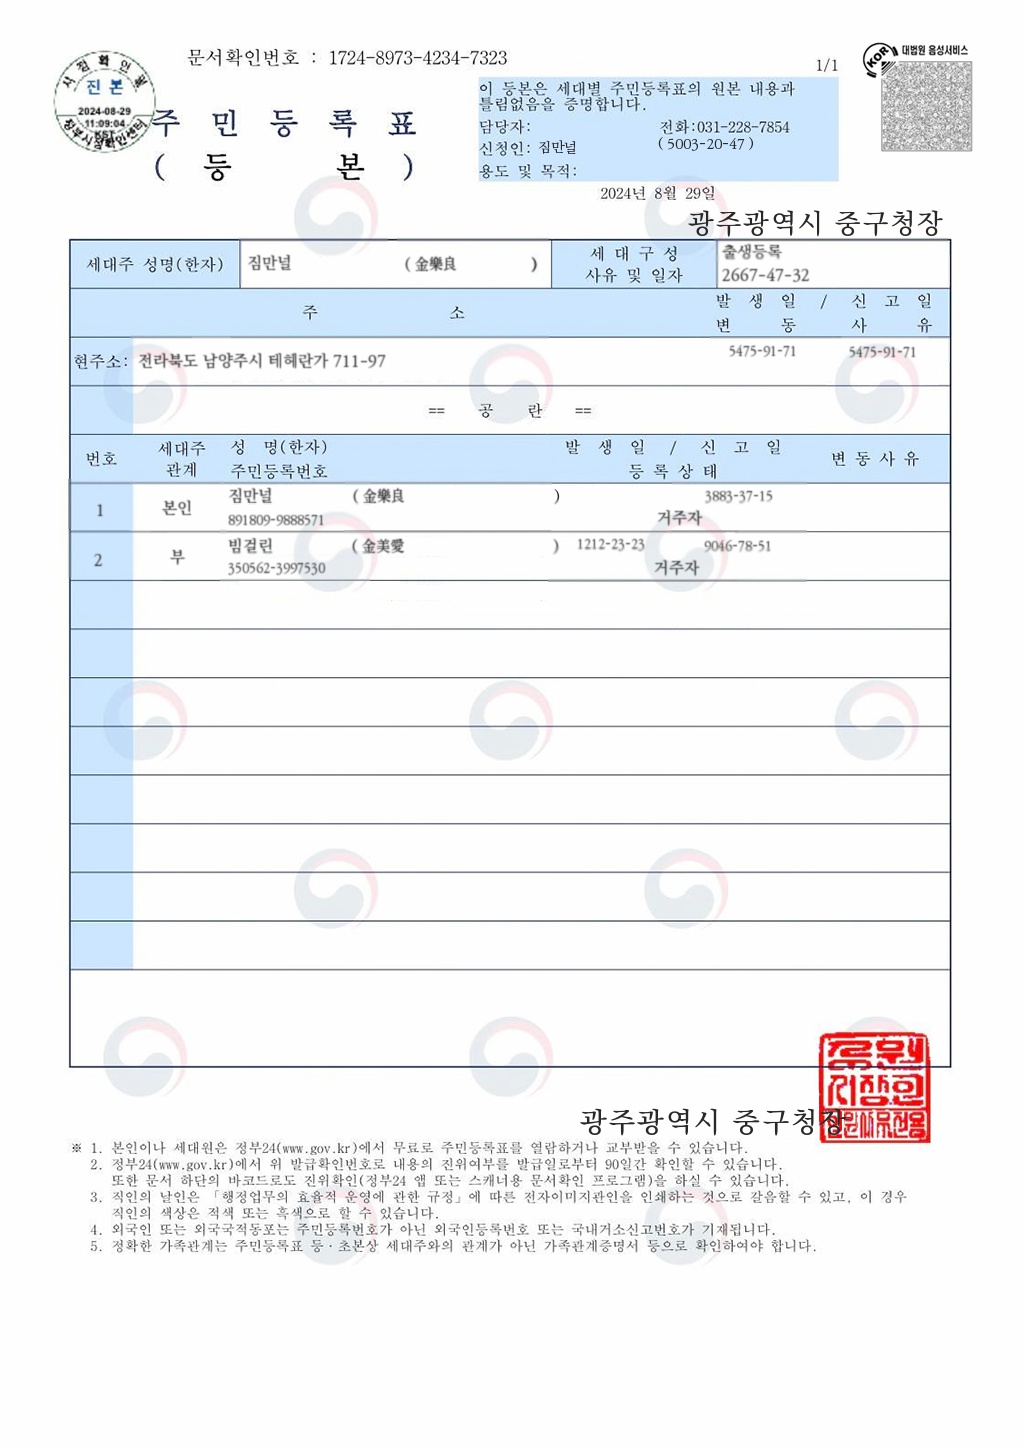 문서확인번호 : 1724-8973-4234-7323
시점확인필
진본
2024-08-29
11:09:04
KST
정부시점확인센터
1/1
KOR
대법원 음성서비스
주 민 등 록 표
( 등 본 )
이 등본은 세대별 주민등록표의 원본 내용과
틀림없음을 증명합니다.
담당자: 전화:031-228-7854
신청인: 짐만널 ( 5003-20-47 )
용도 및 목적:
2024년 8월 29일
광주광역시 중구청장
세대주 성명(한자) 짐만널 ( 金樂良 ) 세 대 구 성 사유 및 일자 출생등록 2667-47-32
주 소 발 생 일 / 신 고 일
변 동 사 유
현주소: 전라북도 남양주시 테헤란가 711-97 5475-91-71 5475-91-71
== 공 란 ==
번호 세대주 관계 성 명(한자) 주민등록번호 발 생 일 / 신 고 일 등 록 상 태 변 동 사 유
1 본인 짐만널 ( 金樂良 ) 3883-37-15
891809-9888571 거주자
2 부 빔걸린 ( 金美愛 ) 1212-23-23 9046-78-51
350562-3997530 거주자
광주광역시 중구청장
※ 1. 본인이나 세대원은 정부24(www.gov.kr)에서 무료로 주민등록표를 열람하거나 교부받을 수 있습니다.
2. 정부24(www.gov.kr)에서 위 발급확인번호로 내용의 진위여부를 발급일로부터 90일간 확인할 수 있습니다.
또한 문서 하단의 바코드로도 진위확인(정부24 앱 또는 스캐너용 문서확인 프로그램)을 하실 수 있습니다.
3. 직인의 날인은 「행정업무의 효율적 운영에 관한 규정」에 따른 전자이미지관인을 인쇄하는 것으로 갈음할 수 있고, 이 경우
직인의 색상은 적색 또는 흑색으로 할 수 있습니다.
4. 외국인 또는 외국국적동포는 주민등록번호가 아닌 외국인등록번호 또는 국내거소신고번호가 기재됩니다.
5. 정확한 가족관계는 주민등록표 등·초본상 세대주와의 관계가 아닌 가족관계증명서 등으로 확인하여야 합니다.